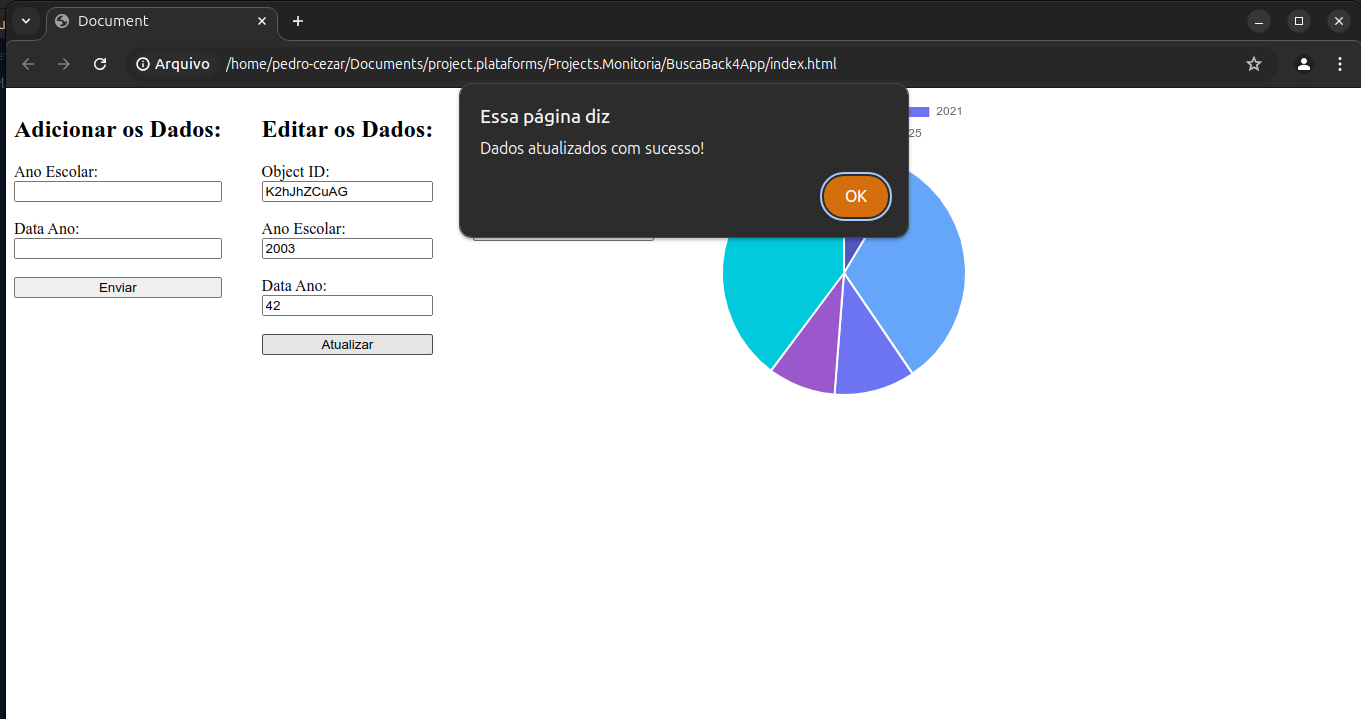 Document
Arquivo
/home/pedro-cezar/Documents/project.plataforms/Projects.Monitoria/BuscaBack4App/index.html
Essa página diz
Dados atualizados com sucesso!
OK
2021
25
Adicionar os Dados:
Ano Escolar:
Data Ano:
Enviar
Editar os Dados:
Object ID:
K2hJhZCuAG
Ano Escolar:
2003
Data Ano:
42
Atualizar